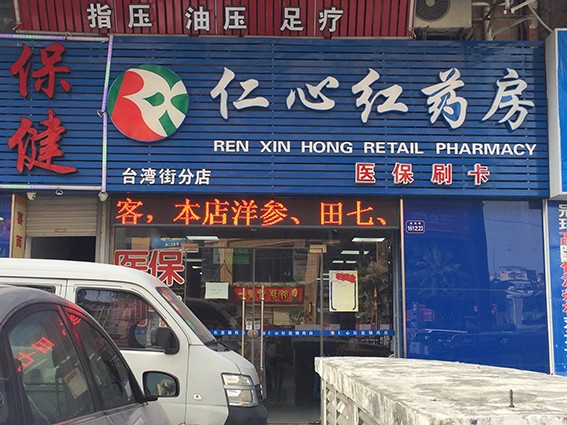 指压 油压 足疗
保健
仁心红药房
REN XIN HONG RETAIL PHARMACY
台湾街分店
医保刷卡
客，本店洋参、田七、
医保